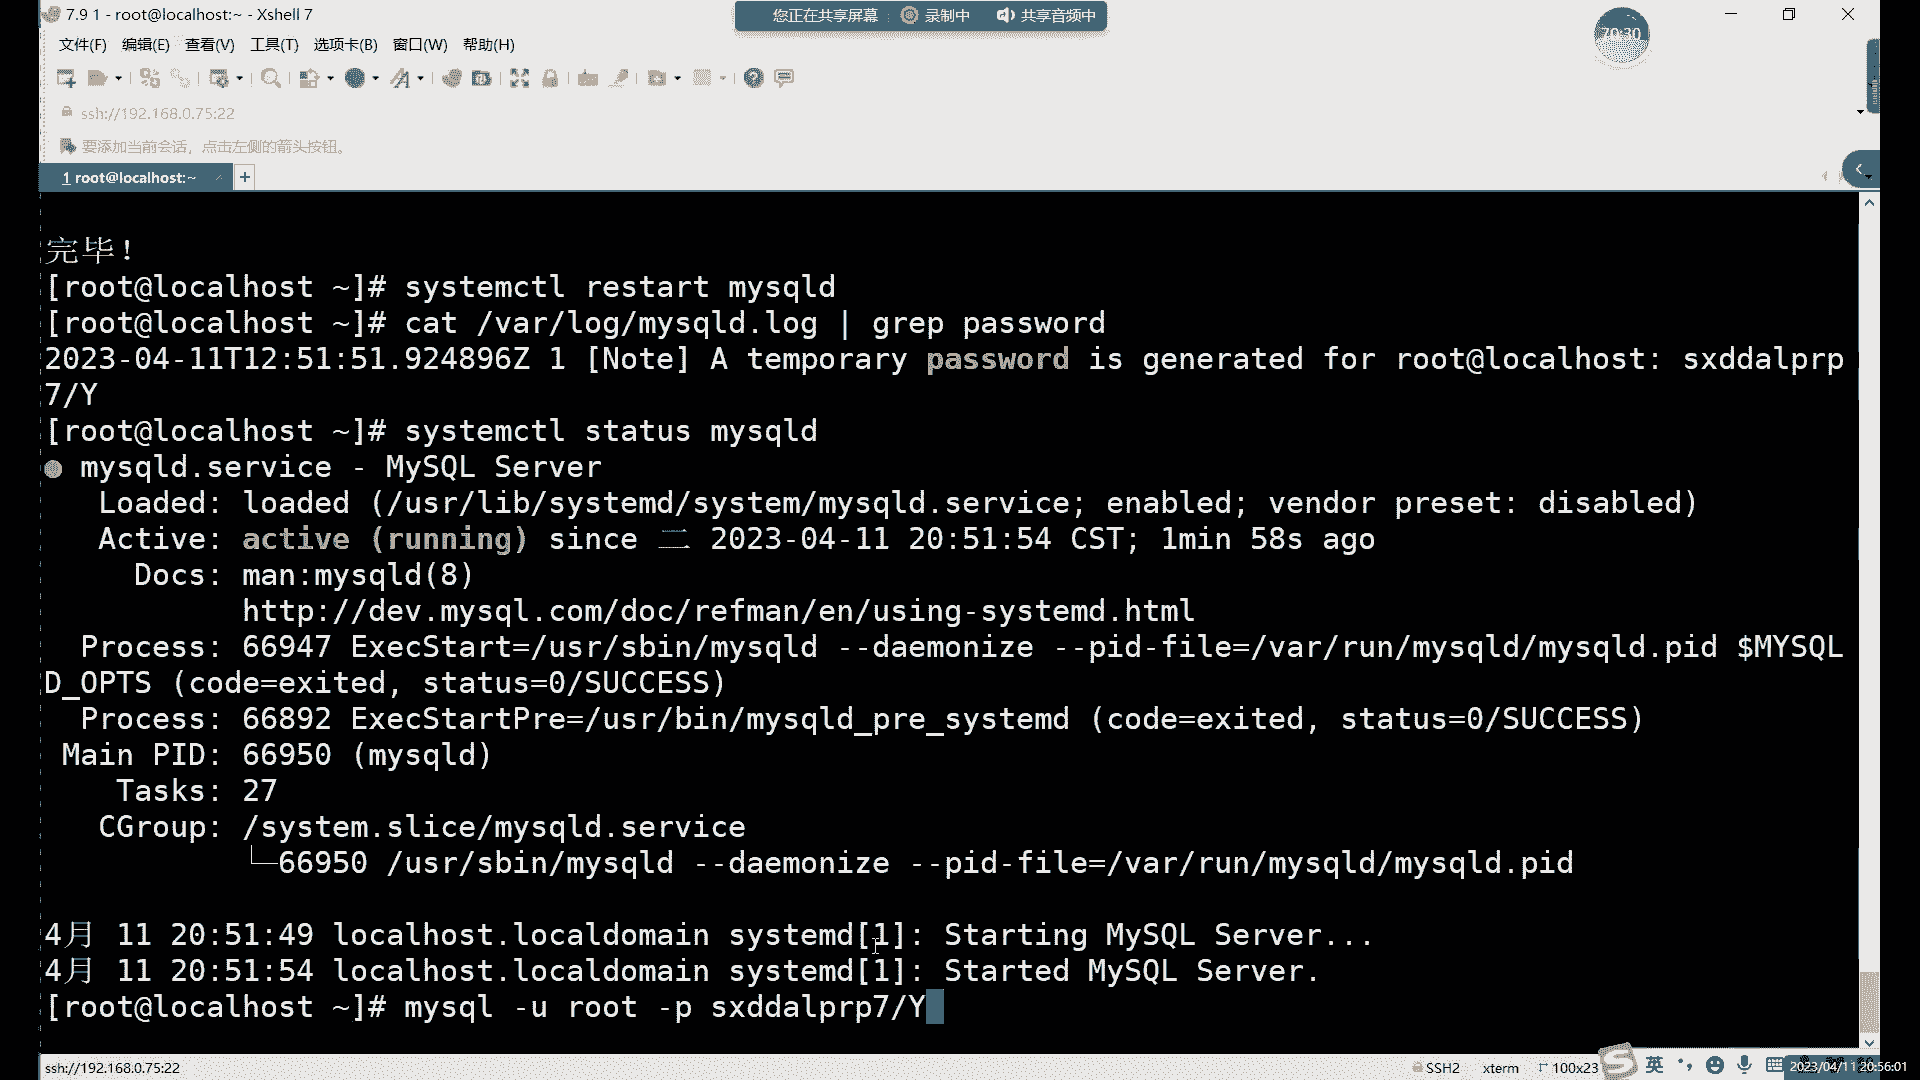 7.9 1 - root@localhost:~ - Xshell 7
您正在共享屏幕 录制中 共享音频中
70:30
文件(F) 编辑(E) 查看(V) 工具(T) 选项卡(B) 窗口(W) 帮助(H)
ssh://192.168.0.75:22
要添加当前会话，点击左侧的箭头按钮。
1 root@localhost:~ +
完毕！
[root@localhost ~]# systemctl restart mysqld
[root@localhost ~]# cat /var/log/mysqld.log | grep password
2023-04-11T12:51:51.924896Z 1 [Note] A temporary password is generated for root@localhost: sxddalprp
7/Y
[root@localhost ~]# systemctl status mysqld
● mysqld.service - MySQL Server
Loaded: loaded (/usr/lib/systemd/system/mysqld.service; enabled; vendor preset: disabled)
Active: active (running) since 二 2023-04-11 20:51:54 CST; 1min 58s ago
Docs: man:mysqld(8)
http://dev.mysql.com/doc/refman/en/using-systemd.html
Process: 66947 ExecStart=/usr/sbin/mysqld --daemonize --pid-file=/var/run/mysqld/mysqld.pid $MYSQL
D_OPTS (code=exited, status=0/SUCCESS)
Process: 66892 ExecStartPre=/usr/bin/mysqld_pre_systemd (code=exited, status=0/SUCCESS)
Main PID: 66950 (mysqld)
Tasks: 27
CGroup: /system.slice/mysqld.service
└─66950 /usr/sbin/mysqld --daemonize --pid-file=/var/run/mysqld/mysqld.pid
4月 11 20:51:49 localhost.localdomain systemd[1]: Starting MySQL Server...
4月 11 20:51:54 localhost.localdomain systemd[1]: Started MySQL Server.
[root@localhost ~]# mysql -u root -p sxddalprp7/Y
ssh://192.168.0.75:22 SSH2 xterm 100x23 英 2023/04/11 20:56:01